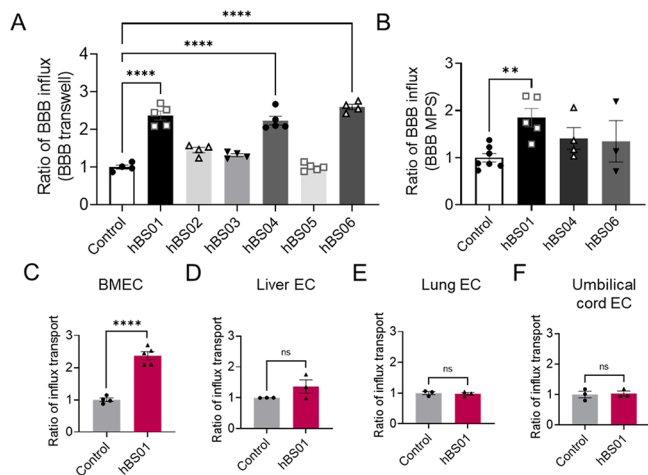 A
****
****
****
Ratio of BBB influx
(BBB transwell)
3
2
1
0
Control
hBS01
hBS02
hBS03
hBS04
hBS05
hBS06
B
**
Ratio of BBB influx
(BBB MPS)
3
2
1
0
Control
hBS01
hBS04
hBS06
C
BMEC
****
Ratio of influx transport
3
2
1
0
Control
hBS01
D
Liver EC
ns
Ratio of influx transport
3
2
1
0
Control
hBS01
E
Lung EC
ns
Ratio of influx transport
3
2
1
0
Control
hBS01
F
Umbilical
cord EC
ns
Ratio of influx transport
3
2
1
0
Control
hBS01